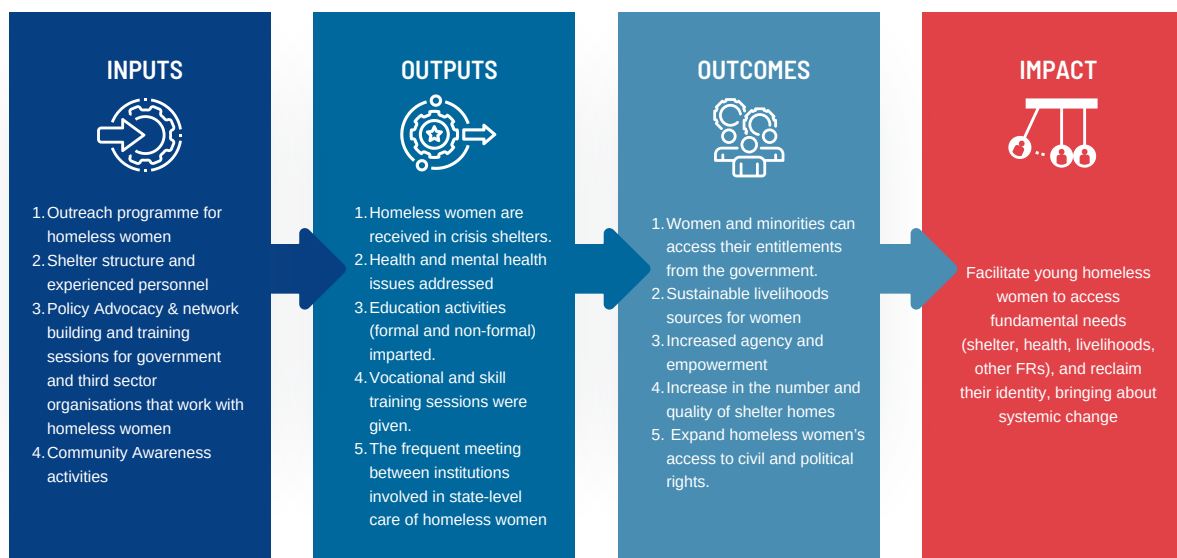 INPUTS
1. Outreach programme for
homeless women
2. Shelter structure and
experienced personnel
3. Policy Advocacy & network
building and training
sessions for government
and third sector
organisations that work with
homeless women
4. Community Awareness
activities
OUTPUTS
1. Homeless women are
received in crisis shelters.
2. Health and mental health
issues addressed
3. Education activities
(formal and non-formal)
imparted.
4. Vocational and skill
training sessions were
given.
5. The frequent meeting
between institutions
involved in state-level
care of homeless women
OUTCOMES
1. Women and minorities can
access their entitlements
from the government.
2. Sustainable livelihoods
sources for women
3. Increased agency and
empowerment
4. Increase in the number and
quality of shelter homes
5. Expand homeless women’s
access to civil and political
rights.
IMPACT
Facilitate young homeless
women to access
fundamental needs
(shelter, health, livelihoods,
other FRs), and reclaim
their identity, bringing about
systemic change